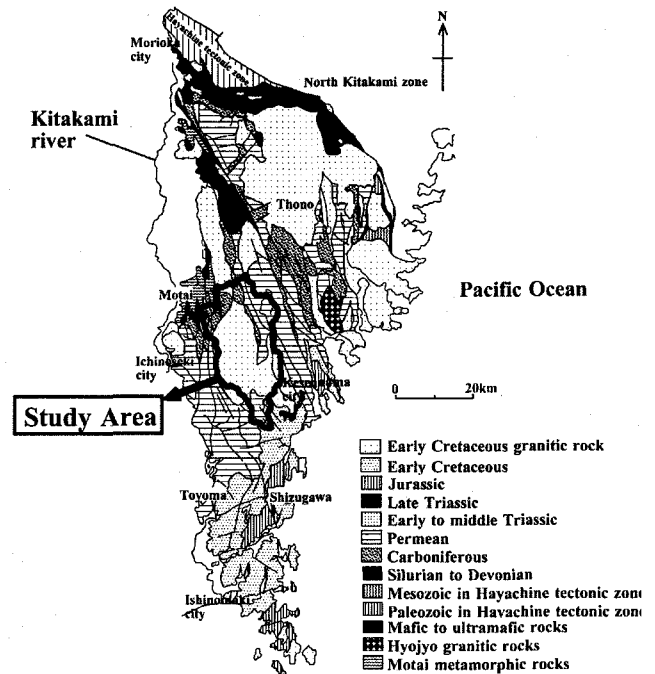 N
Hayachine tectonic zone
Morioka
city
North Kitakami zone
Kitakami
river
Thono
Pacific Ocean
Motai
Ichinoseki
city
Kesennuma
city
0 20km
Study Area
Toyoma
Shizugawa
Ishinomaki
city
Early Cretaceous granitic rock
Early Cretaceous
Jurassic
Late Triassic
Early to middle Triassic
Permean
Carboniferous
Silurian to Devonian
Mesozoic in Hayachine tectonic zone
Paleozoic in Havachine tectonic zone
Mafic to ultramafic rocks
Hyojyo granitic rocks
Motai metamorphic rocks